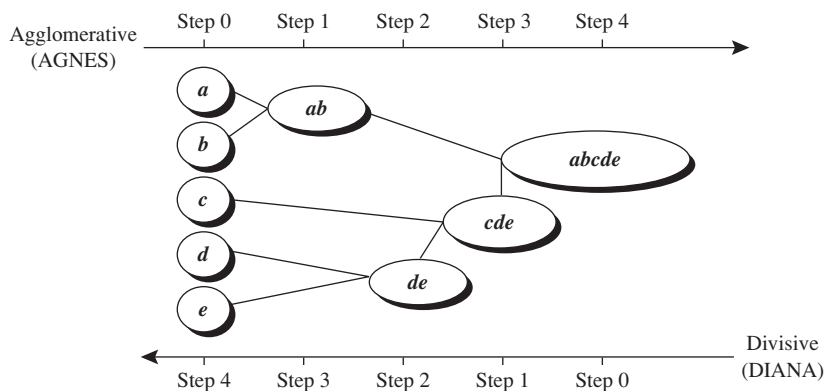 Step 0 Step 1 Step 2 Step 3 Step 4
Agglomerative
(AGNES)
a
ab
b
abcde
c
cde
d
de
e
Divisive
(DIANA)
Step 4 Step 3 Step 2 Step 1 Step 0